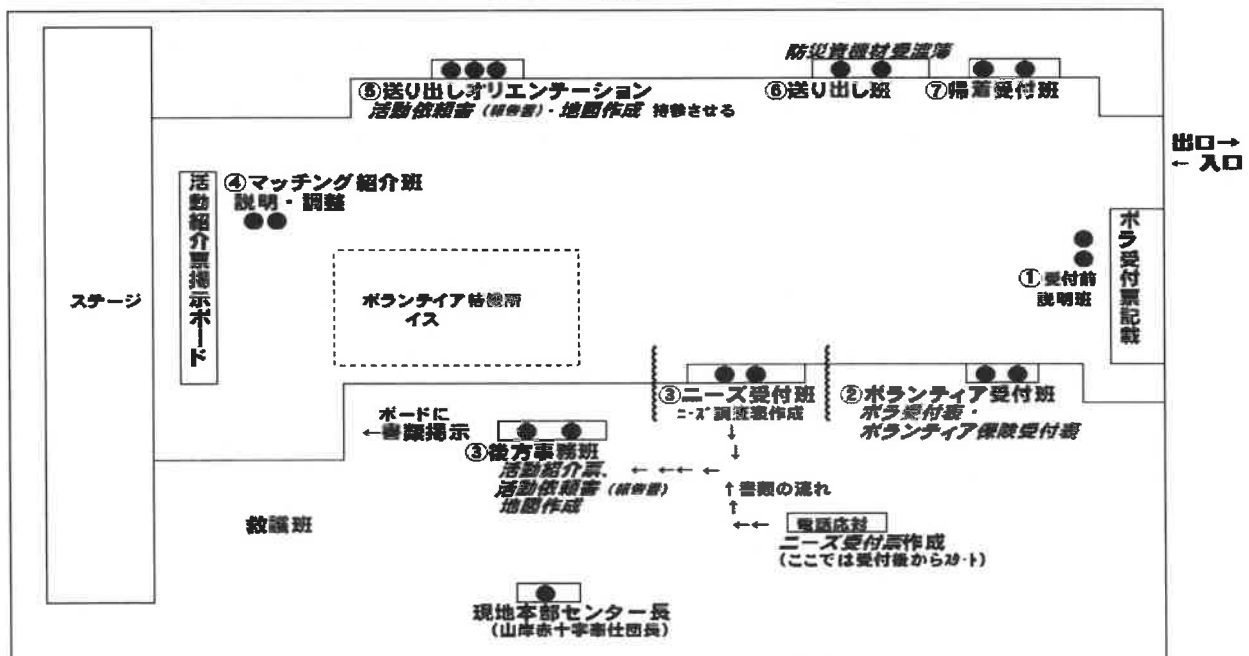 防災資機材受渡簿
⑤送り出しオリエンテーション
活動依頼書（報告書）・地図作成 持参させる
⑥送り出し班
⑦帰着受付班
出口→
← 入口
④マッチング紹介班
説明・調整
活動紹介票掲示ボード
ステージ
ボランテイア待機所
イス
①受付前
説明班
ボラ受付票記載
③ニーズ受付班
ニーズ調査表作成
②ボランティア受付班
ボラ受付表・
ボランティア保険受付表
ボードに
←書類掲示
③後方事務班
活動紹介票、
活動依頼書（報告書）
地図作成
↓
↓
← ←← ←
↑書類の流れ
↑
←←
電話応対
ニーズ受付票作成
（ここでは受付後からスタート）
救護班
現地本部センター長
（山岸赤十字奉仕団長）